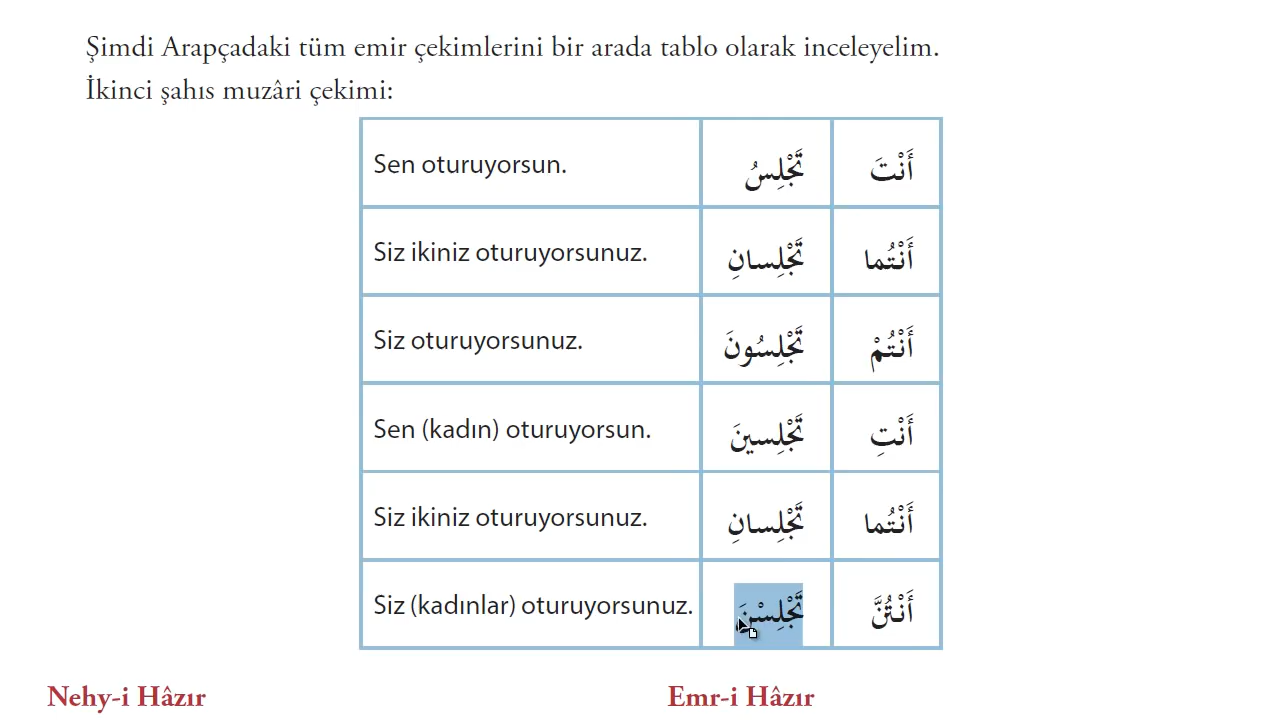 Şimdi Arapçadaki tüm emir çekimlerini bir arada tablo olarak inceleyelim.
İkinci şahıs muzâri çekimi:
Sen oturuyorsun. تَجْلِسُ أَنْتَ
Siz ikiniz oturuyorsunuz. تَجْلِسانِ أَنْتُما
Siz oturuyorsunuz. تَجْلِسُونَ أَنْتُمْ
Sen (kadın) oturuyorsun. تَجْلِسينَ أَنْتِ
Siz ikiniz oturuyorsunuz. تَجْلِسانِ أَنْتُما
Siz (kadınlar) oturuyorsunuz. تَجْلِسْنَ أَنْتُنَّ
Nehy-i Hâzır Emr-i Hâzır